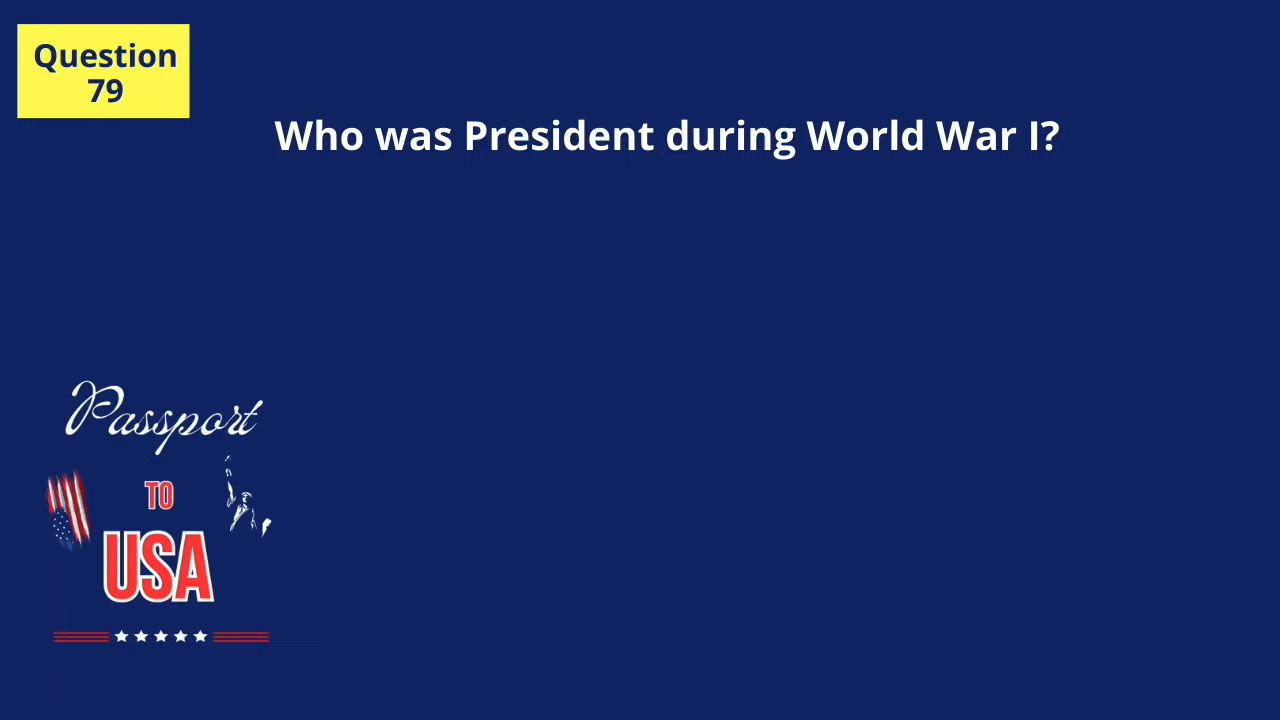 Question
79
Who was President during World War I?
Passport
TO
USA